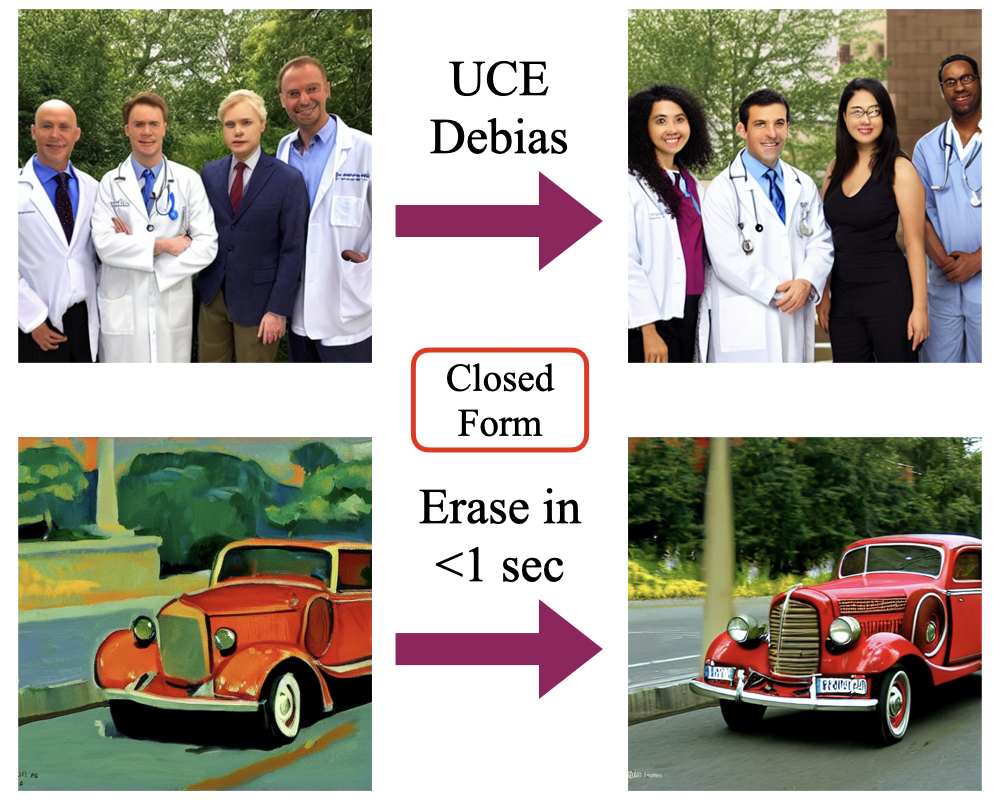 UCE
Debias
Closed
Form
Erase in
<1 sec